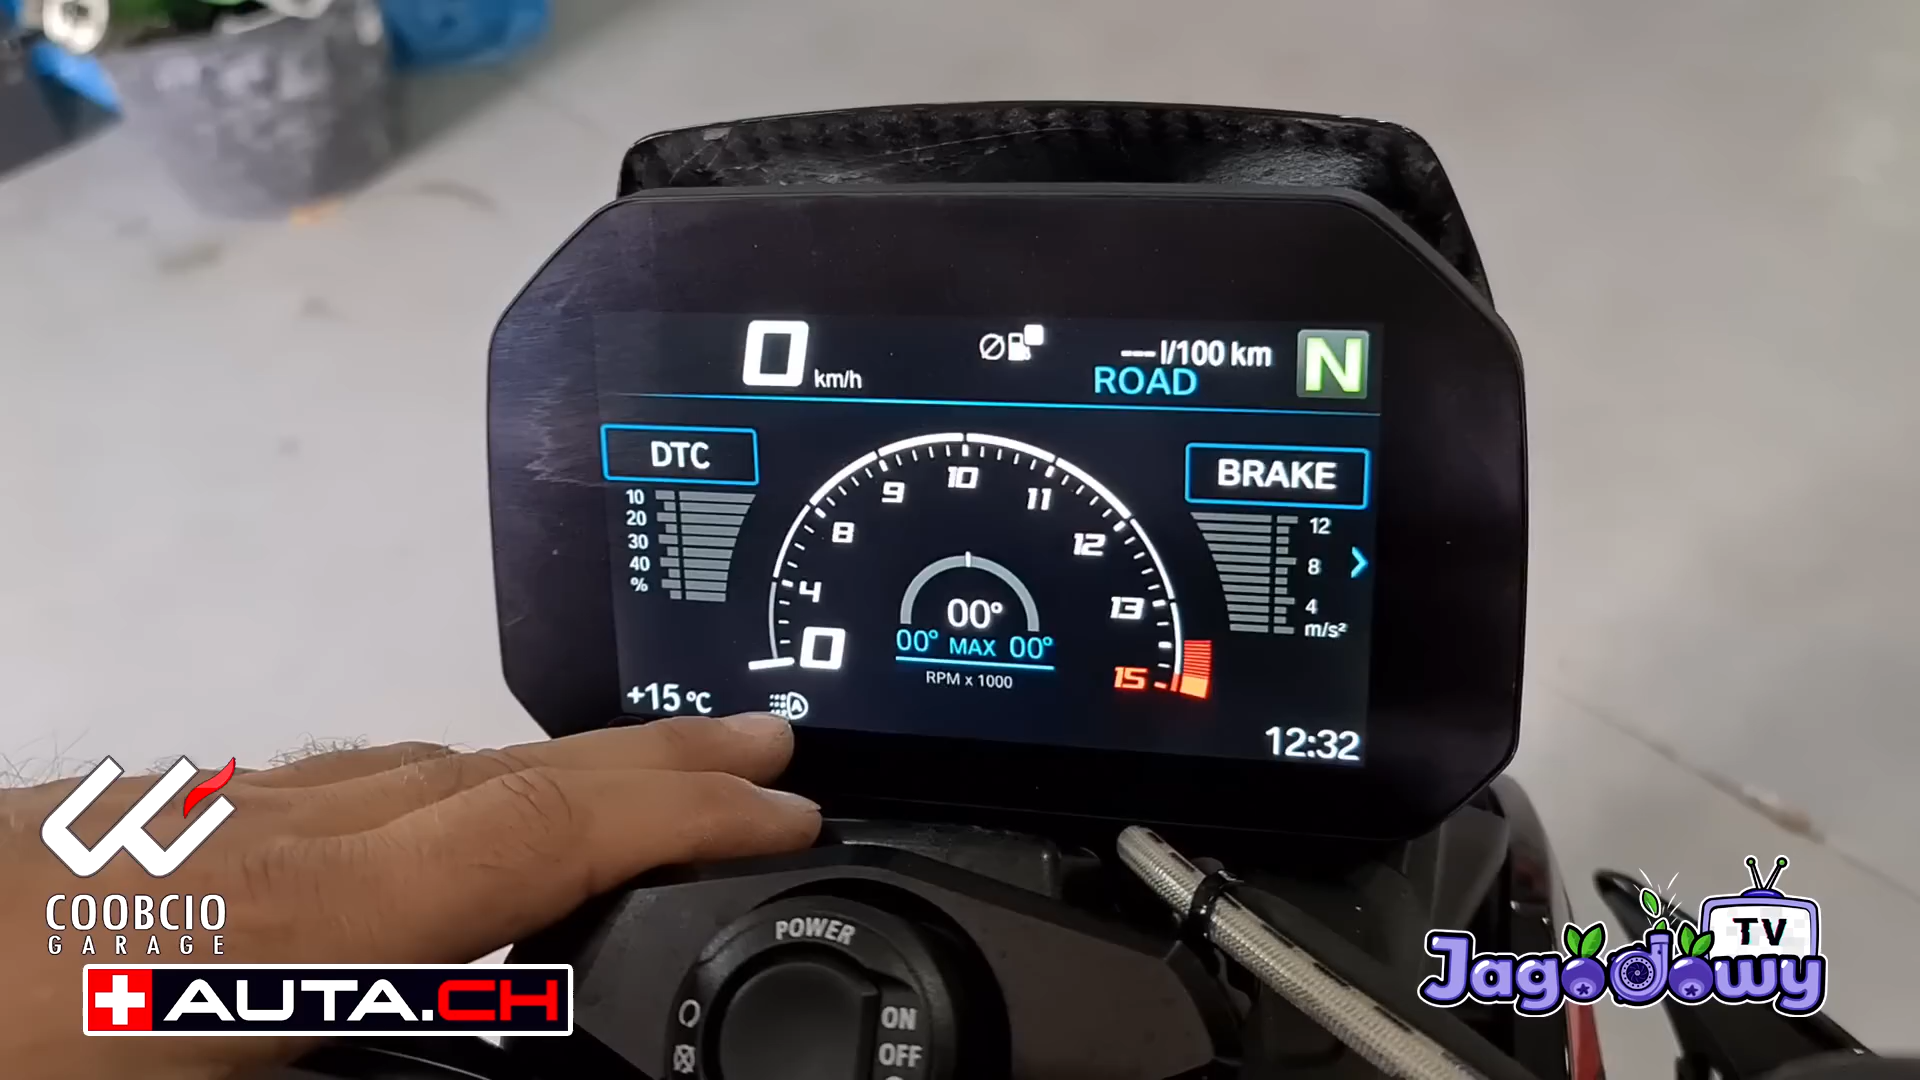 0 km/h
Ø
--- l/100 km
ROAD
N
DTC
10
20
30
40
%
0
4
8
9
10
11
12
13
15
00°
00° MAX 00°
RPM x 1000
BRAKE
12
8
4
m/s²
+15 °C
A
12:32
POWER
ON
OFF
COOBCIO
GARAGE
AUTA.CH
TV
Jagodowy